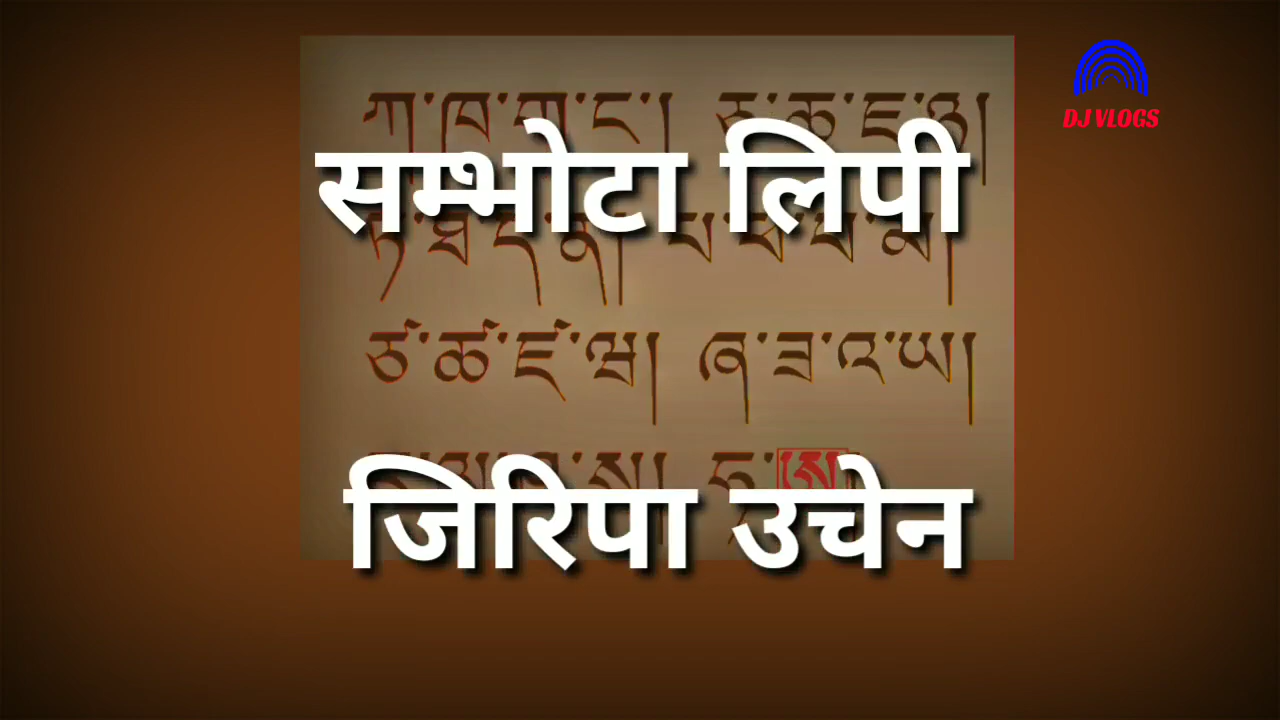 ཀ་ཁ་ག་ང་། ཅ་ཆ་ཇ་ཉ།
DJ VLOGS
सम्भोटा लिपी
ཏ་ཐ་ད་ན། པ་ཕ་བ་མ།
ཙ་ཚ་ཛ་ཝ། ཞ་ཟ་འ་ཡ།
ར་ལ་ཤ་ས། ཧ་ཨ།
जिरिपा उचेन